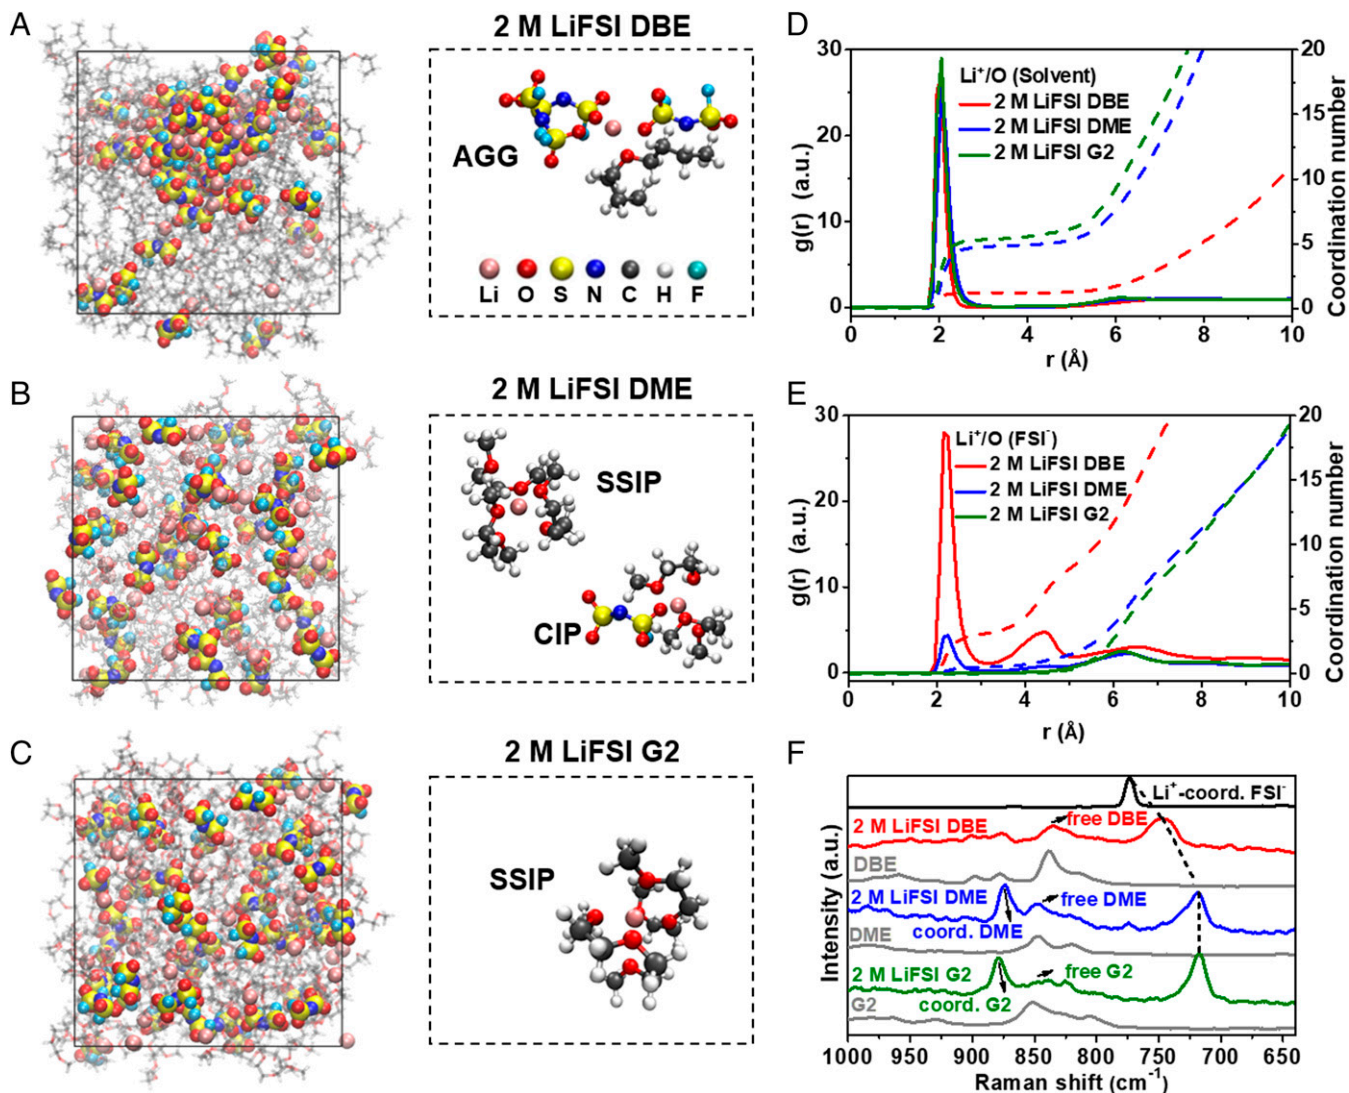 A
2 M LiFSI DBE
AGG
Li O S N C H F
B
2 M LiFSI DME
SSIP
CIP
C
2 M LiFSI G2
SSIP
D
30
20
10
0
g(r) (a.u.)
Li⁺/O (Solvent)
2 M LiFSI DBE
2 M LiFSI DME
2 M LiFSI G2
20
15
10
5
0
Coordination number
0 2 4 6 8 10
r (Å)
E
30
20
10
0
g(r) (a.u.)
Li⁺/O (FSI⁻)
2 M LiFSI DBE
2 M LiFSI DME
2 M LiFSI G2
20
15
10
5
0
Coordination number
0 2 4 6 8 10
r (Å)
F
Intensity (a.u.)
Li⁺-coord. FSI⁻
2 M LiFSI DBE
free DBE
DBE
2 M LiFSI DME
free DME
coord. DME
DME
2 M LiFSI G2
free G2
coord. G2
G2
1000 950 900 850 800 750 700 650
Raman shift (cm⁻¹)